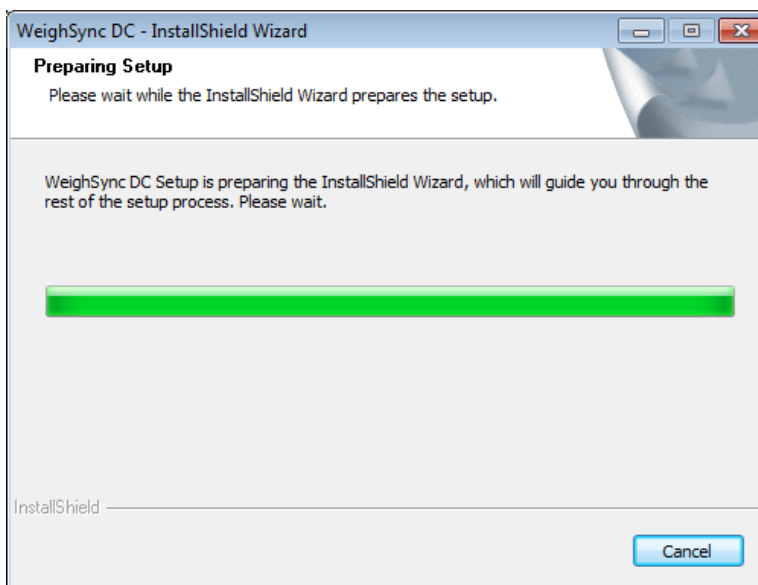 WeighSync DC - InstallShield Wizard
Preparing Setup
Please wait while the InstallShield Wizard prepares the setup.
WeighSync DC Setup is preparing the InstallShield Wizard, which will guide you through the
rest of the setup process. Please wait.
InstallShield
Cancel